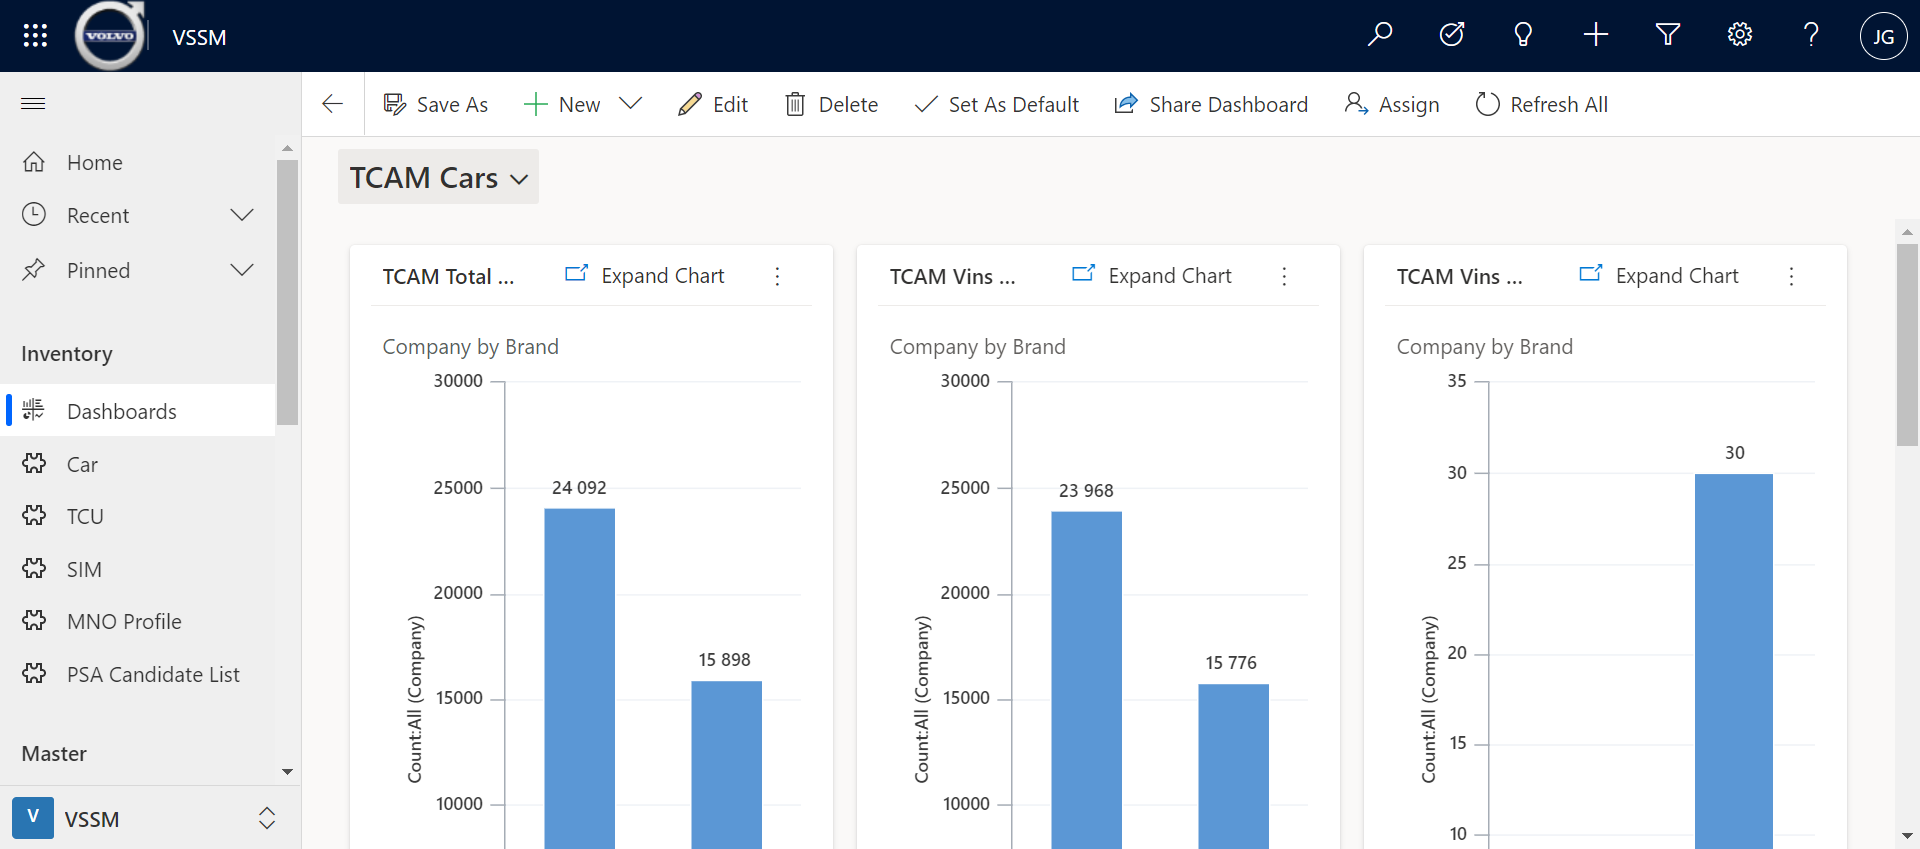 VOLVO
VSSM
JG
Save As
New
Edit
Delete
Set As Default
Share Dashboard
Assign
Refresh All
Home
Recent
Pinned
Inventory
Dashboards
Car
TCU
SIM
MNO Profile
PSA Candidate List
Master
V
VSSM
TCAM Cars
TCAM Total ...
Expand Chart
Company by Brand
30000
25000
20000
15000
10000
Count:All (Company)
24 092
15 898
TCAM Vins ...
Expand Chart
Company by Brand
30000
25000
20000
15000
10000
Count:All (Company)
23 968
15 776
TCAM Vins ...
Expand Chart
Company by Brand
35
30
25
20
15
10
Count:All (Company)
30